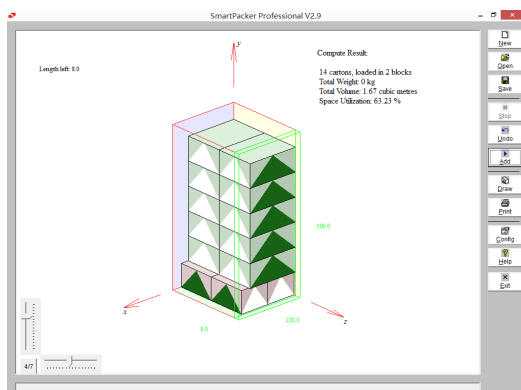 SmartPacker Professional V2.9
Length left: 8.0
y
Compute Result:
14 cartons, loaded in 2 blocks
Total Weight: 0 kg
Total Volume: 1.67 cubic metres
Space Utilization: 63.23 %
100.0
x
z
8.0
220.0
4/7
New
Open
Save
Stop
Undo
Add
Draw
Print
Config
Help
Exit